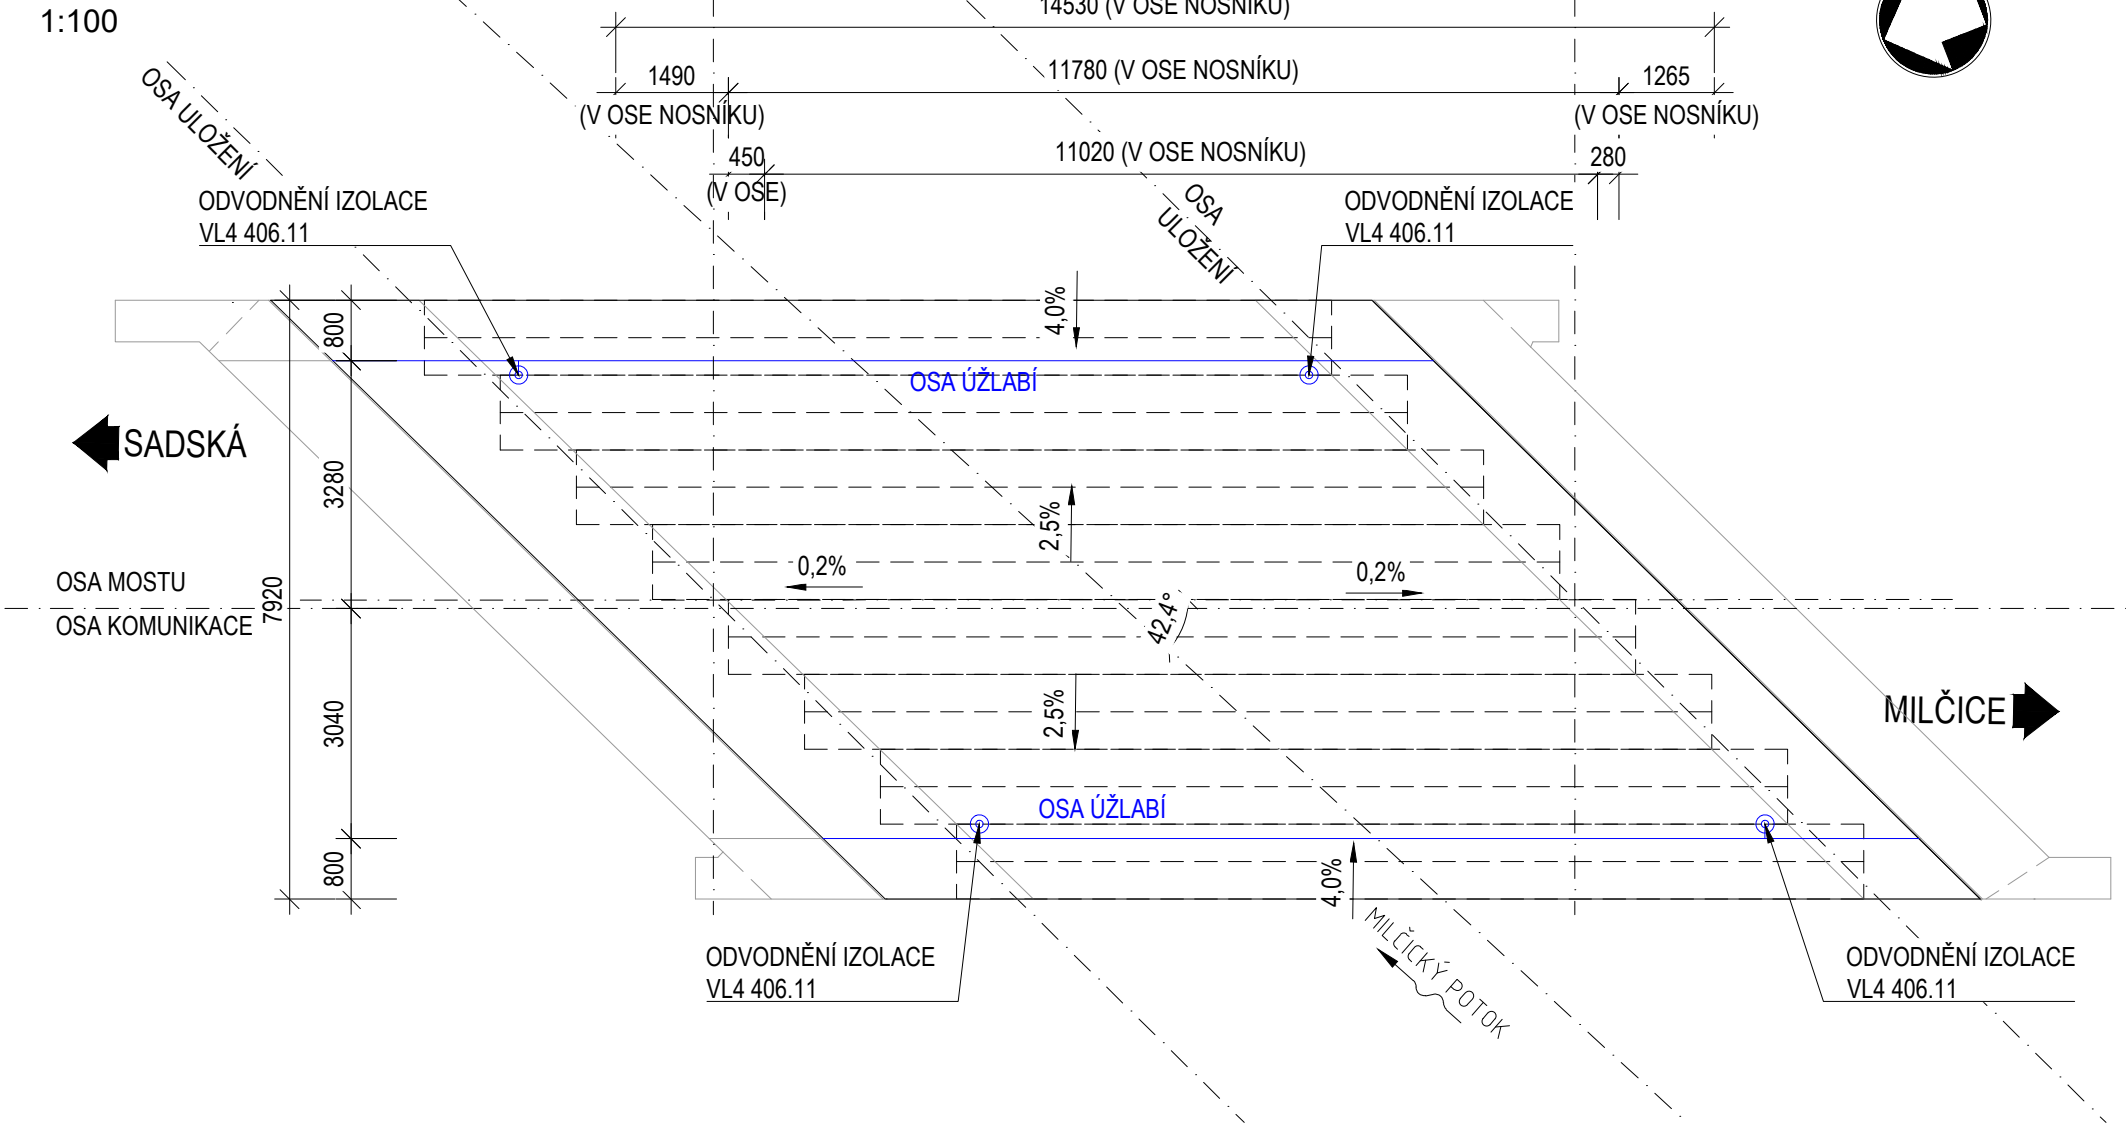 1:100
14530 (V OSE NOSNÍKU)
1490
11780 (V OSE NOSNÍKU)
1265
(V OSE NOSNÍKU)
(V OSE NOSNÍKU)
450
11020 (V OSE NOSNÍKU)
280
(V OSE)
OSA ULOŽENÍ
OSA
ULOŽENÍ
ODVODNĚNÍ IZOLACE
VL4 406.11
ODVODNĚNÍ IZOLACE
VL4 406.11
800
4,0%
OSA ÚŽLABÍ
SADSKÁ
3280
2,5%
0,2%
0,2%
OSA MOSTU
OSA KOMUNIKACE
7920
42,4°
3040
2,5%
MILČICE
OSA ÚŽLABÍ
800
4,0%
MILČICKÝ POTOK
ODVODNĚNÍ IZOLACE
VL4 406.11
ODVODNĚNÍ IZOLACE
VL4 406.11